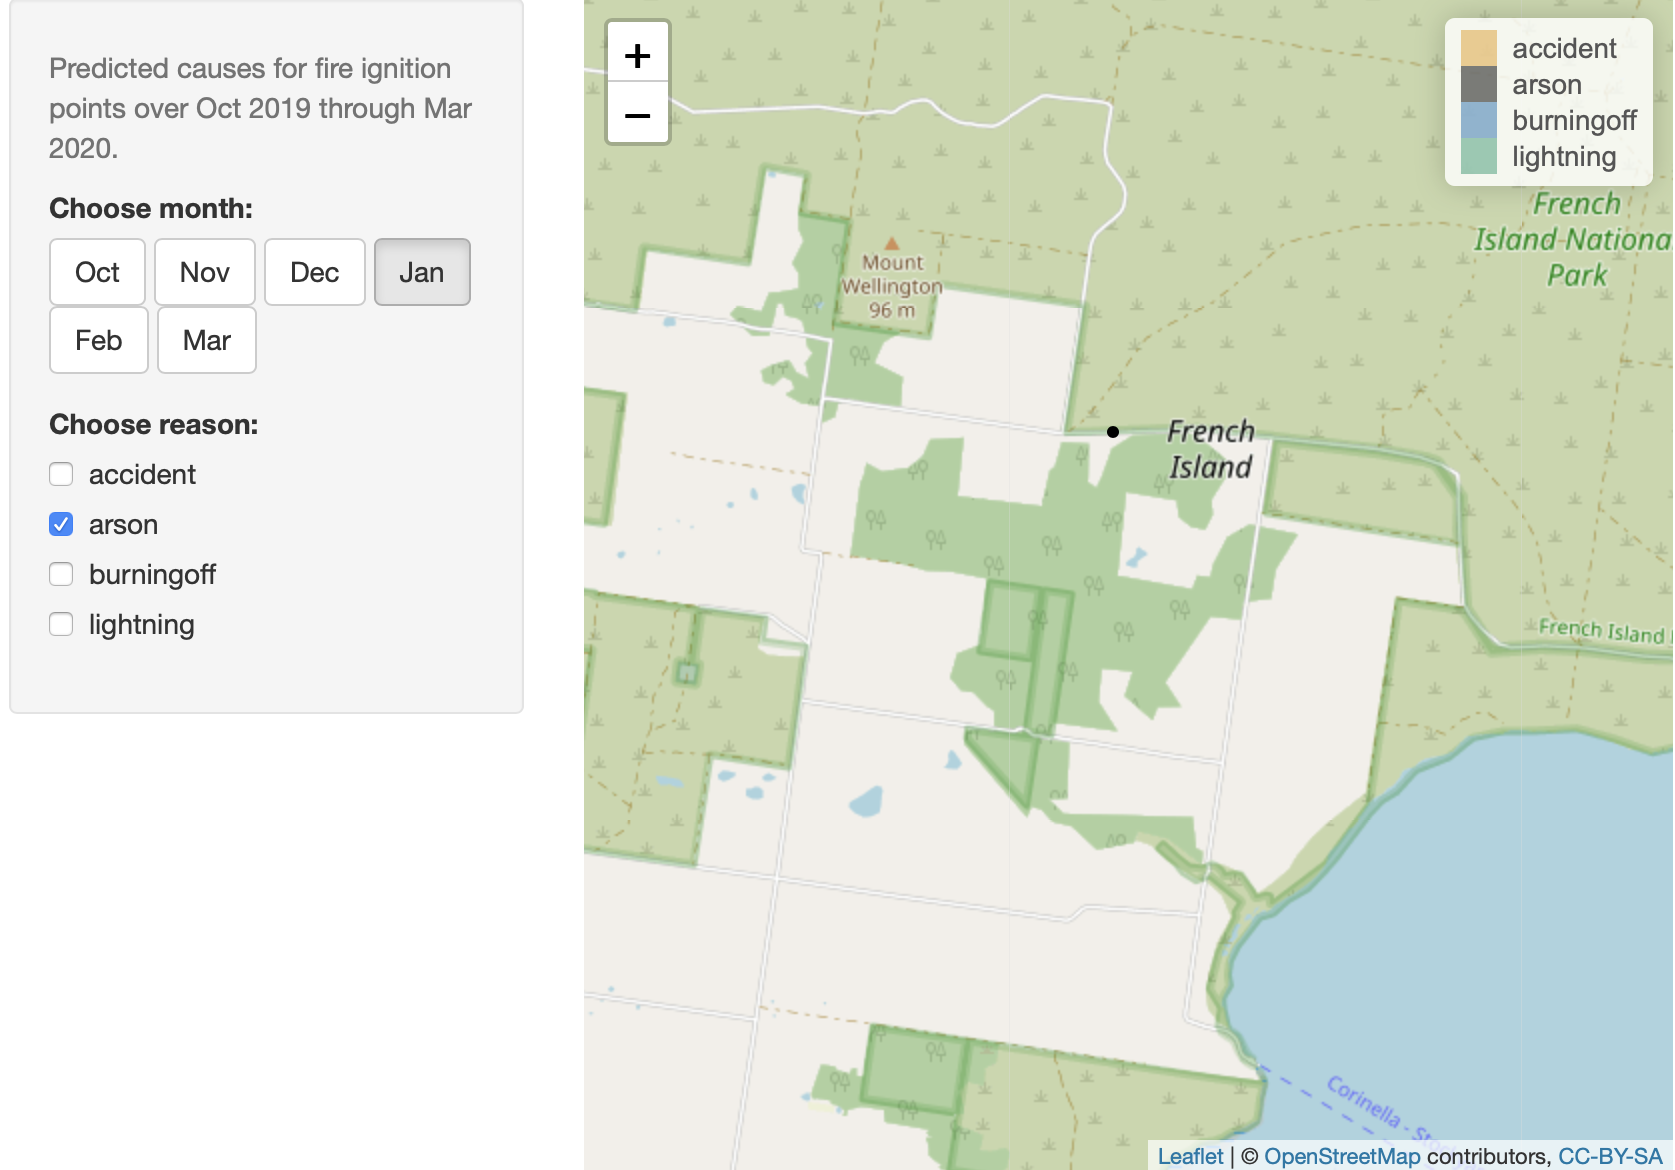 Predicted causes for fire ignition
points over Oct 2019 through Mar
2020.
Choose month:
Oct
Nov
Dec
Jan
Feb
Mar
Choose reason:
accident
arson
burningoff
lightning
+
−
accident
arson
burningoff
lightning
French
Island Nationa
Park
Mount
Wellington
96 m
French
Island
French Island
Corinella - Sto
Leaflet | © OpenStreetMap contributors, CC-BY-SA